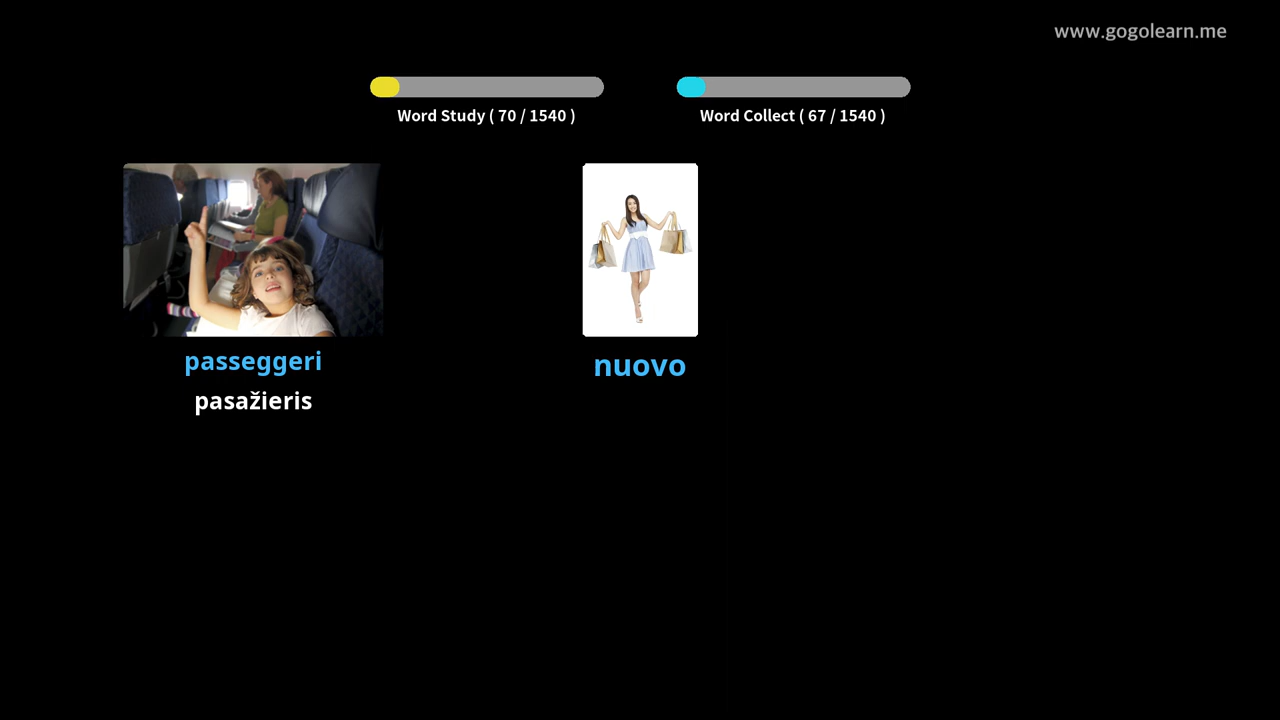 www.gogolearn.me
Word Study ( 70 / 1540 )
Word Collect ( 67 / 1540 )
passeggeri
pasažieris
nuovo